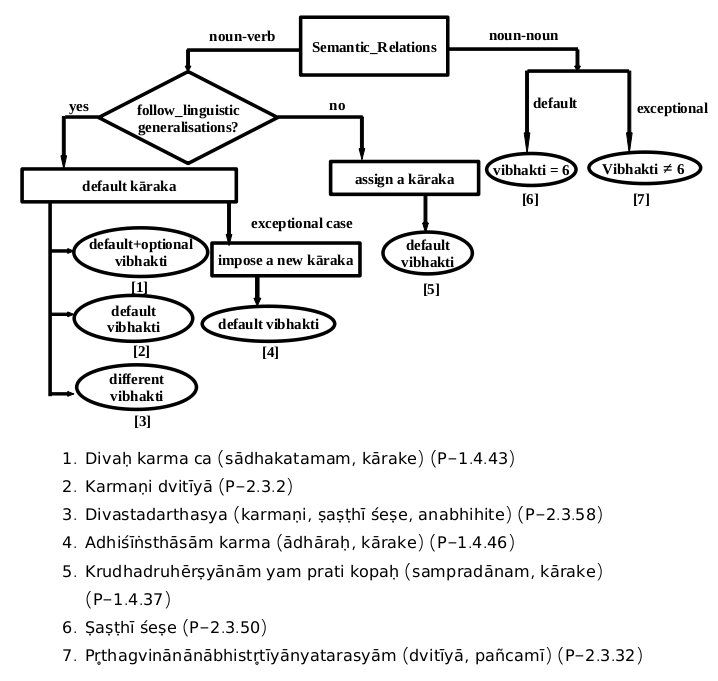 noun-verb
Semantic_Relations
noun-noun
yes
follow_linguistic
generalisations?
no
default
exceptional
default kāraka
assign a kāraka
vibhakti = 6
Vibhakti ≠ 6
[6]
[7]
exceptional case
default+optional
vibhakti
[1]
impose a new kāraka
default
vibhakti
[5]
default
vibhakti
[2]
default vibhakti
[4]
different
vibhakti
[3]
1. Divaḥ karma ca (sādhakatamam, kārake) (P–1.4.43)
2. Karmaṇi dvitīyā (P–2.3.2)
3. Divastadarthasya (karmaṇi, ṣaṣṭhī śeṣe, anabhihite) (P–2.3.58)
4. Adhiśīṅsthāsām karma (ādhāraḥ, kārake) (P–1.4.46)
5. Krudhadruhērṣyānām yam prati kopaḥ (sampradānam, kārake)
(P–1.4.37)
6. Ṣaṣṭhī śeṣe (P–2.3.50)
7. Pr̥thagvinānānābhistr̥tīyānyatarasyām (dvitīyā, pañcamī) (P–2.3.32)